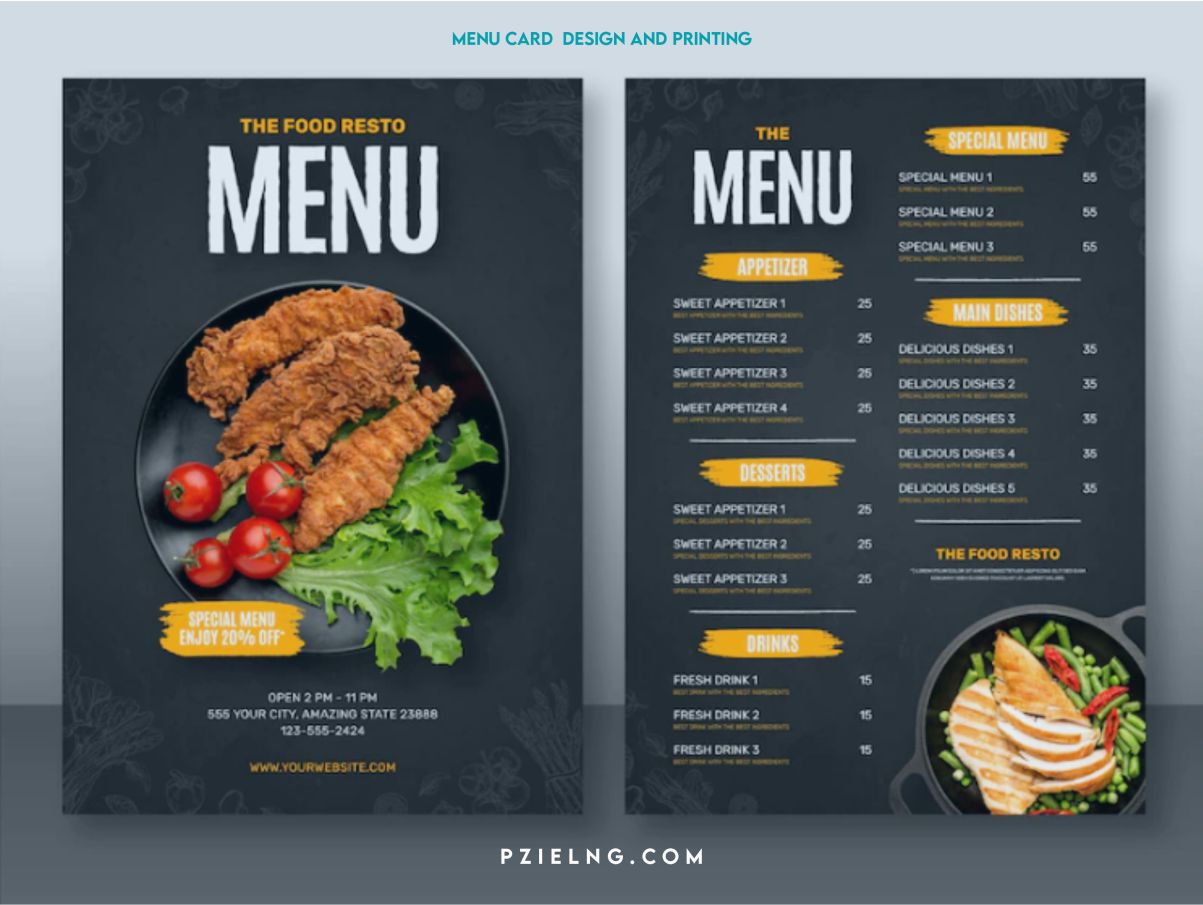 MENU CARD DESIGN AND PRINTING
THE FOOD RESTO
MENU
SPECIAL MENU
ENJOY 20% OFF*
OPEN 2 PM - 11 PM
555 YOUR CITY, AMAZING STATE 23888
123-555-2424
WWW.YOURWEBSITE.COM
THE
MENU
APPETIZER
SWEET APPETIZER 1 25
BEST APPETIZER WITH THE BEST INGREDIENTS
SWEET APPETIZER 2 25
BEST APPETIZER WITH THE BEST INGREDIENTS
SWEET APPETIZER 3 25
BEST APPETIZER WITH THE BEST INGREDIENTS
SWEET APPETIZER 4 25
BEST APPETIZER WITH THE BEST INGREDIENTS
DESSERTS
SWEET APPETIZER 1 25
SPECIAL DESSERTS WITH THE BEST INGREDIENTS
SWEET APPETIZER 2 25
SPECIAL DESSERTS WITH THE BEST INGREDIENTS
SWEET APPETIZER 3 25
SPECIAL DESSERTS WITH THE BEST INGREDIENTS
DRINKS
FRESH DRINK 1 15
BEST DRINK WITH THE BEST INGREDIENTS
FRESH DRINK 2 15
BEST DRINK WITH THE BEST INGREDIENTS
FRESH DRINK 3 15
BEST DRINK WITH THE BEST INGREDIENTS
SPECIAL MENU
SPECIAL MENU 1 55
SPECIAL MENU WITH THE BEST INGREDIENTS
SPECIAL MENU 2 55
SPECIAL MENU WITH THE BEST INGREDIENTS
SPECIAL MENU 3 55
SPECIAL MENU WITH THE BEST INGREDIENTS
MAIN DISHES
DELICIOUS DISHES 1 35
SPECIAL DISHES WITH THE BEST INGREDIENTS
DELICIOUS DISHES 2 35
SPECIAL DISHES WITH THE BEST INGREDIENTS
DELICIOUS DISHES 3 35
SPECIAL DISHES WITH THE BEST INGREDIENTS
DELICIOUS DISHES 4 35
SPECIAL DISHES WITH THE BEST INGREDIENTS
DELICIOUS DISHES 5 35
SPECIAL DISHES WITH THE BEST INGREDIENTS
THE FOOD RESTO
PZIELNG.COM